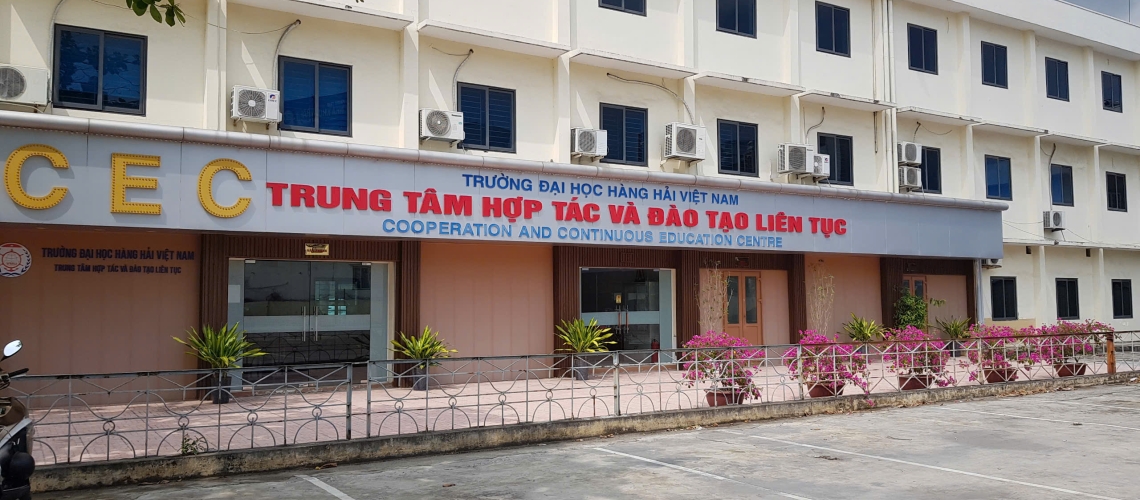 CEC
TRƯỜNG ĐẠI HỌC HÀNG HẢI VIỆT NAM
TRUNG TÂM HỢP TÁC VÀ ĐÀO TẠO LIÊN TỤC
COOPERATION AND CONTINUOUS EDUCATION CENTRE
TRƯỜNG ĐẠI HỌC HÀNG HẢI VIỆT NAM
TRUNG TÂM HỢP TÁC VÀ ĐÀO TẠO LIÊN TỤC